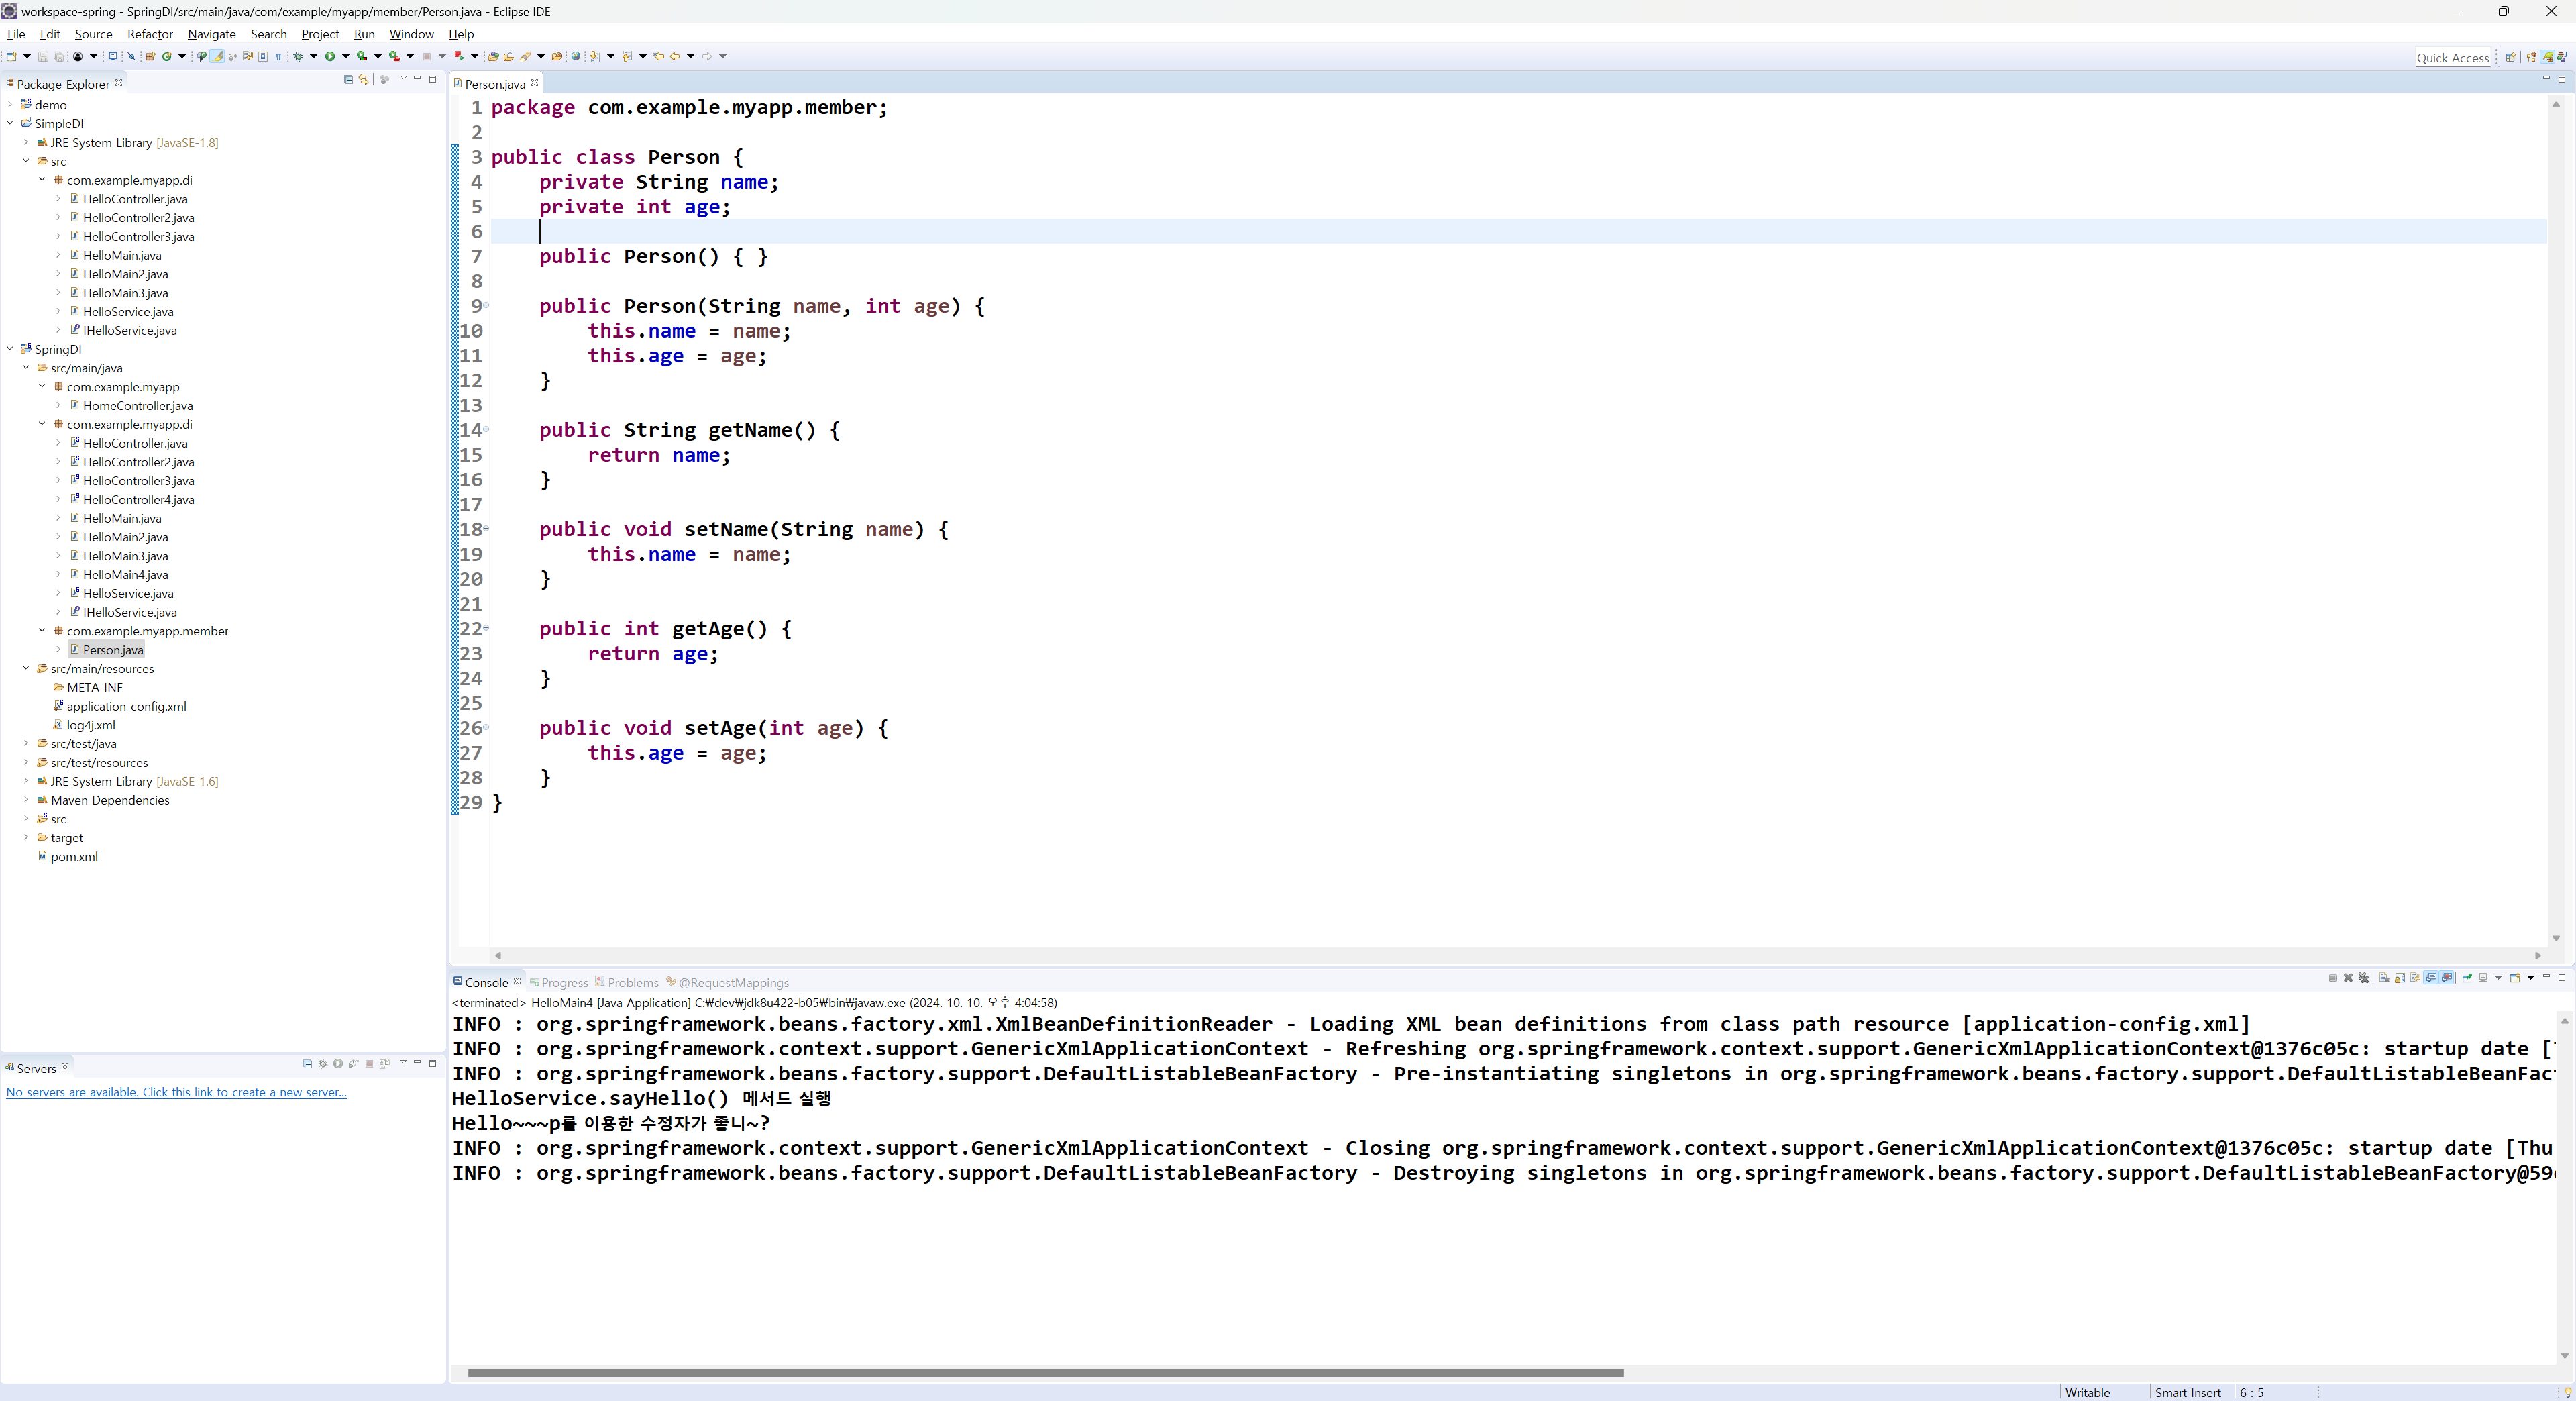 workspace-spring - SpringDI/src/main/java/com/example/myapp/member/Person.java - Eclipse IDE
File Edit Source Refactor Navigate Search Project Run Window Help
Quick Access
Package Explorer
demo
SimpleDI
JRE System Library [JavaSE-1.8]
src
com.example.myapp.di
HelloController.java
HelloController2.java
HelloController3.java
HelloMain.java
HelloMain2.java
HelloMain3.java
HelloService.java
IHelloService.java
SpringDI
src/main/java
com.example.myapp
HomeController.java
com.example.myapp.di
HelloController.java
HelloController2.java
HelloController3.java
HelloController4.java
HelloMain.java
HelloMain2.java
HelloMain3.java
HelloMain4.java
HelloService.java
IHelloService.java
com.example.myapp.member
Person.java
src/main/resources
META-INF
application-config.xml
log4j.xml
src/test/java
src/test/resources
JRE System Library [JavaSE-1.6]
Maven Dependencies
src
target
pom.xml
Servers
No servers are available. Click this link to create a new server...
Person.java
1 package com.example.myapp.member;
2
3 public class Person {
4     private String name;
5     private int age;
6
7     public Person() { }
8
9     public Person(String name, int age) {
10         this.name = name;
11         this.age = age;
12     }
13
14     public String getName() {
15         return name;
16     }
17
18     public void setName(String name) {
19         this.name = name;
20     }
21
22     public int getAge() {
23         return age;
24     }
25
26     public void setAge(int age) {
27         this.age = age;
28     }
29 }
Console Progress Problems @RequestMappings
<terminated> HelloMain4 [Java Application] C:₩dev₩jdk8u422-b05₩bin₩javaw.exe (2024. 10. 10. 오후 4:04:58)
INFO : org.springframework.beans.factory.xml.XmlBeanDefinitionReader - Loading XML bean definitions from class path resource [application-config.xml]
INFO : org.springframework.context.support.GenericXmlApplicationContext - Refreshing org.springframework.context.support.GenericXmlApplicationContext@1376c05c: startup date [
INFO : org.springframework.beans.factory.support.DefaultListableBeanFactory - Pre-instantiating singletons in org.springframework.beans.factory.support.DefaultListableBeanFac
HelloService.sayHello() 메서드 실행
Hello~~~p를 이용한 수정자가 좋니~?
INFO : org.springframework.context.support.GenericXmlApplicationContext - Closing org.springframework.context.support.GenericXmlApplicationContext@1376c05c: startup date [Thu
INFO : org.springframework.beans.factory.support.DefaultListableBeanFactory - Destroying singletons in org.springframework.beans.factory.support.DefaultListableBeanFactory@59
Writable Smart Insert 6 : 5